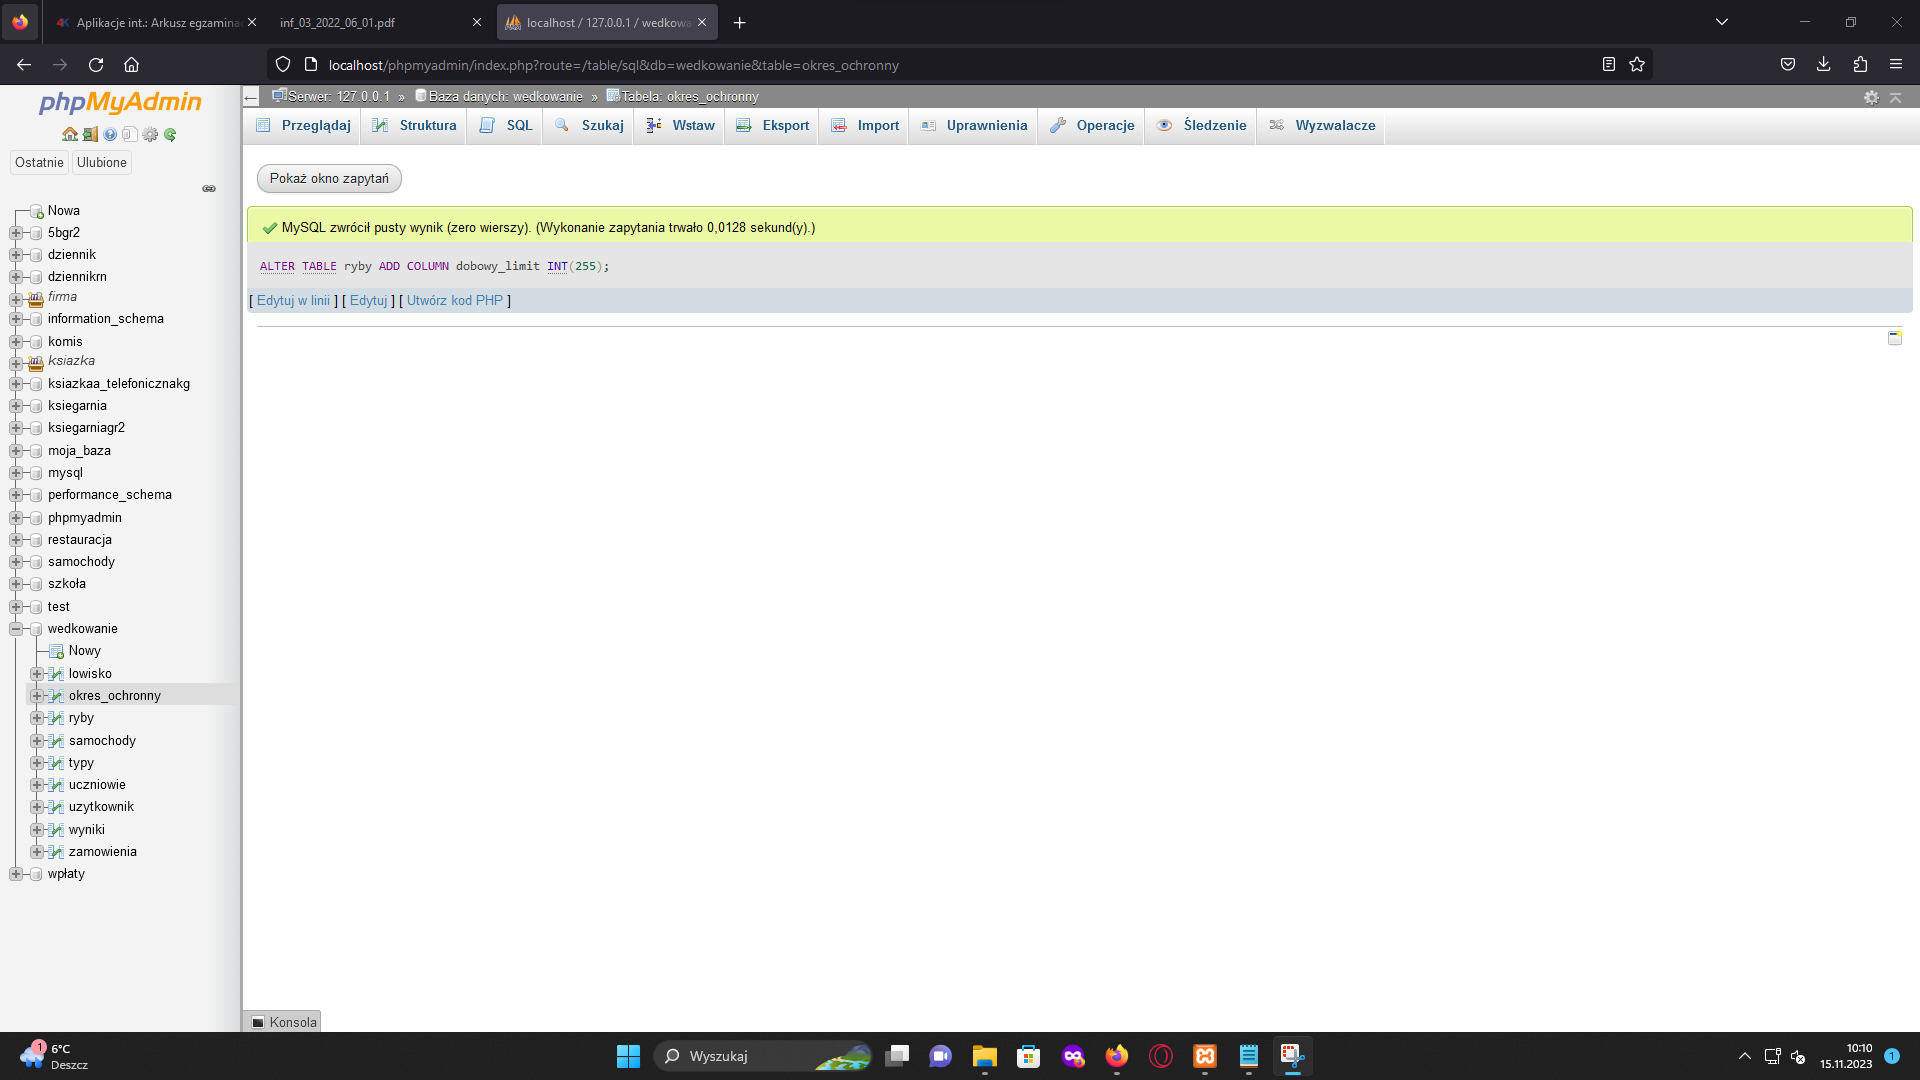 Aplikacje int.: Arkusz egzamina
inf_03_2022_06_01.pdf
localhost / 127.0.0.1 / wedkowa
localhost/phpmyadmin/index.php?route=/table/sql&db=wedkowanie&table=okres_ochronny
phpMyAdmin
Ostatnie Ulubione
Nowa
5bgr2
dziennik
dziennikrn
firma
information_schema
komis
ksiazka
ksiazkaa_telefonicznakg
ksiegarnia
ksiegarniagr2
moja_baza
mysql
performance_schema
phpmyadmin
restauracja
samochody
szkoła
test
wedkowanie
Nowy
lowisko
okres_ochronny
ryby
samochody
typy
uczniowie
uzytkownik
wyniki
zamowienia
wpłaty
Serwer: 127.0.0.1 » Baza danych: wedkowanie » Tabela: okres_ochronny
Przeglądaj Struktura SQL Szukaj Wstaw Eksport Import Uprawnienia Operacje Śledzenie Wyzwalacze
Pokaż okno zapytań
MySQL zwrócił pusty wynik (zero wierszy). (Wykonanie zapytania trwało 0,0128 sekund(y).)
ALTER TABLE ryby ADD COLUMN dobowy_limit INT(255);
[ Edytuj w linii ] [ Edytuj ] [ Utwórz kod PHP ]
Konsola
1
6°C
Deszcz
Wyszukaj
10:10
15.11.2023
1